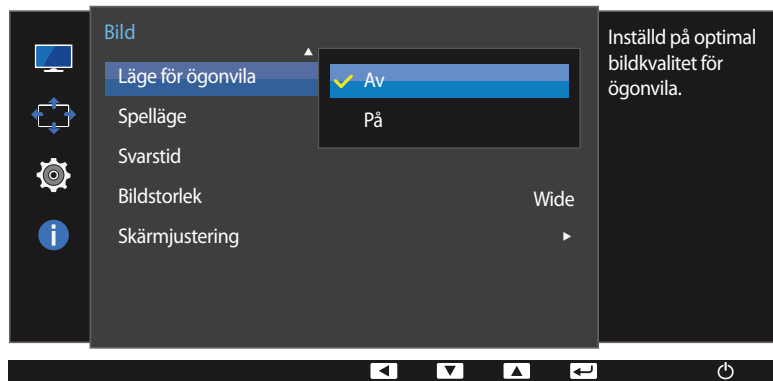 Bild
Läge för ögonvila
Av
Spelläge
På
Svarstid
Bildstorlek
Wide
Skärmjustering
Inställd på optimal
bildkvalitet för
ögonvila.